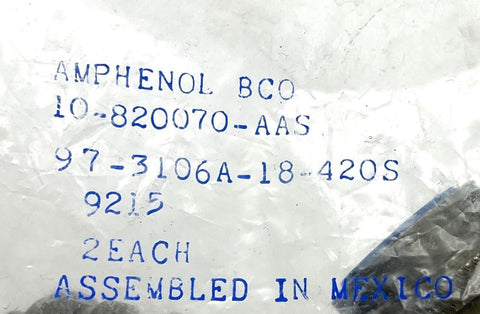 AMPHENOL BCO
10-820070-AAS
97-3106A-18-420S
9215
2EACH
ASSEMBLED IN MEXICO